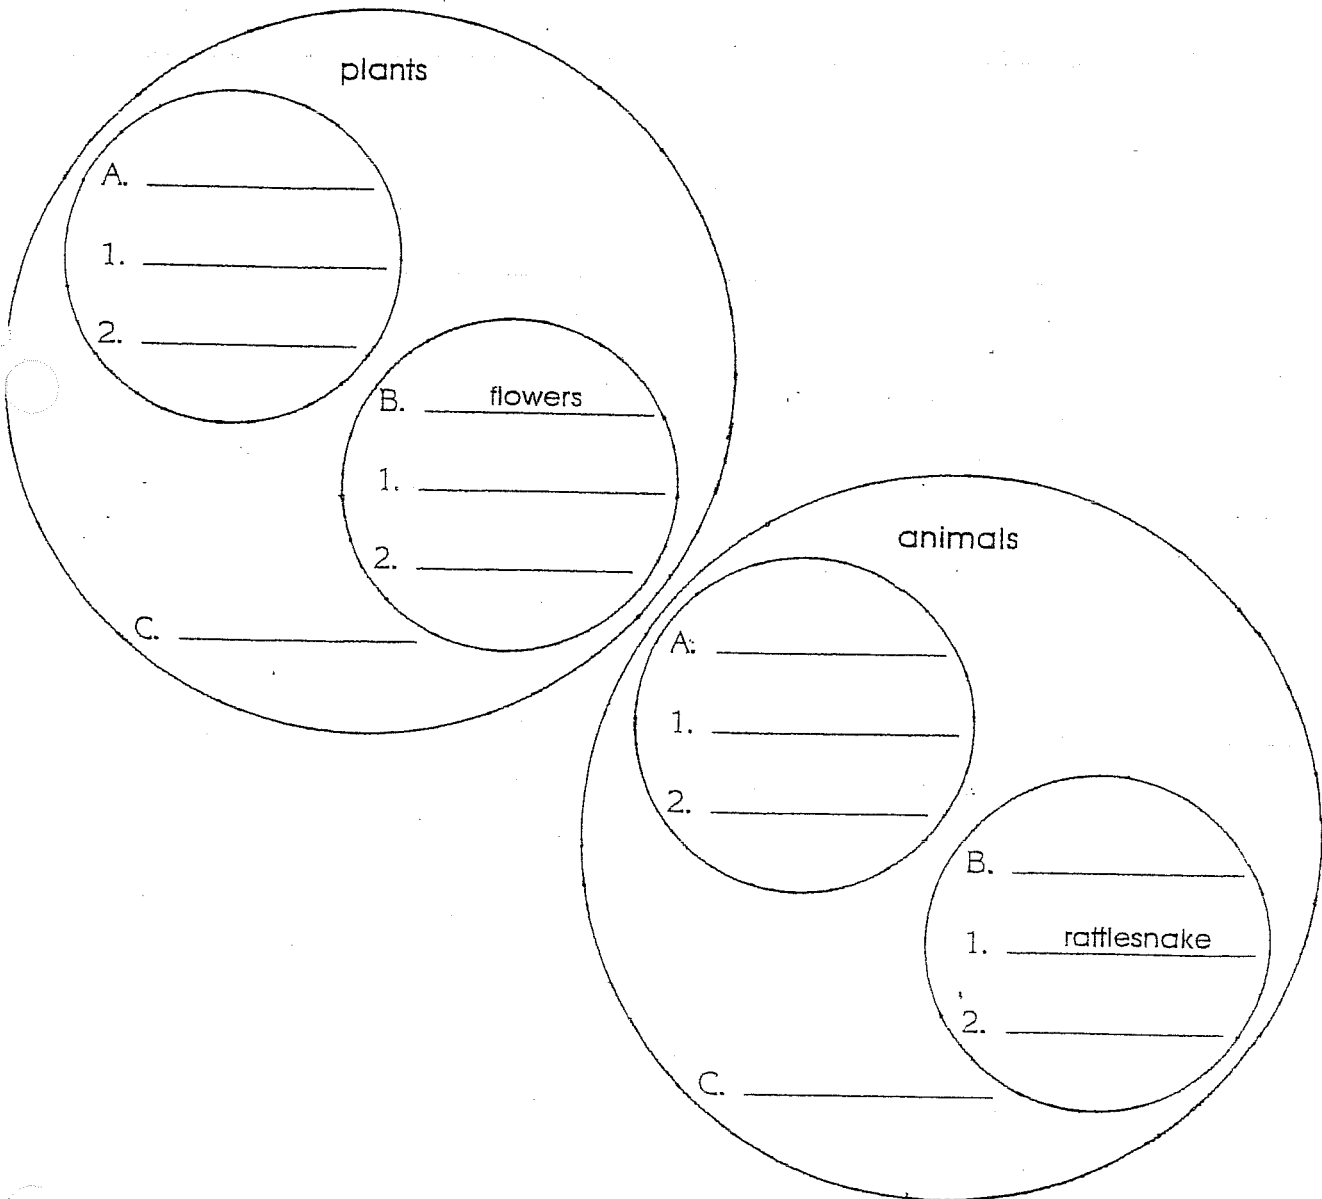 plants
A.
1.
2.
B. flowers
1.
2.
C.
animals
A.
1.
2.
B.
1. rattlesnake
2.
C.